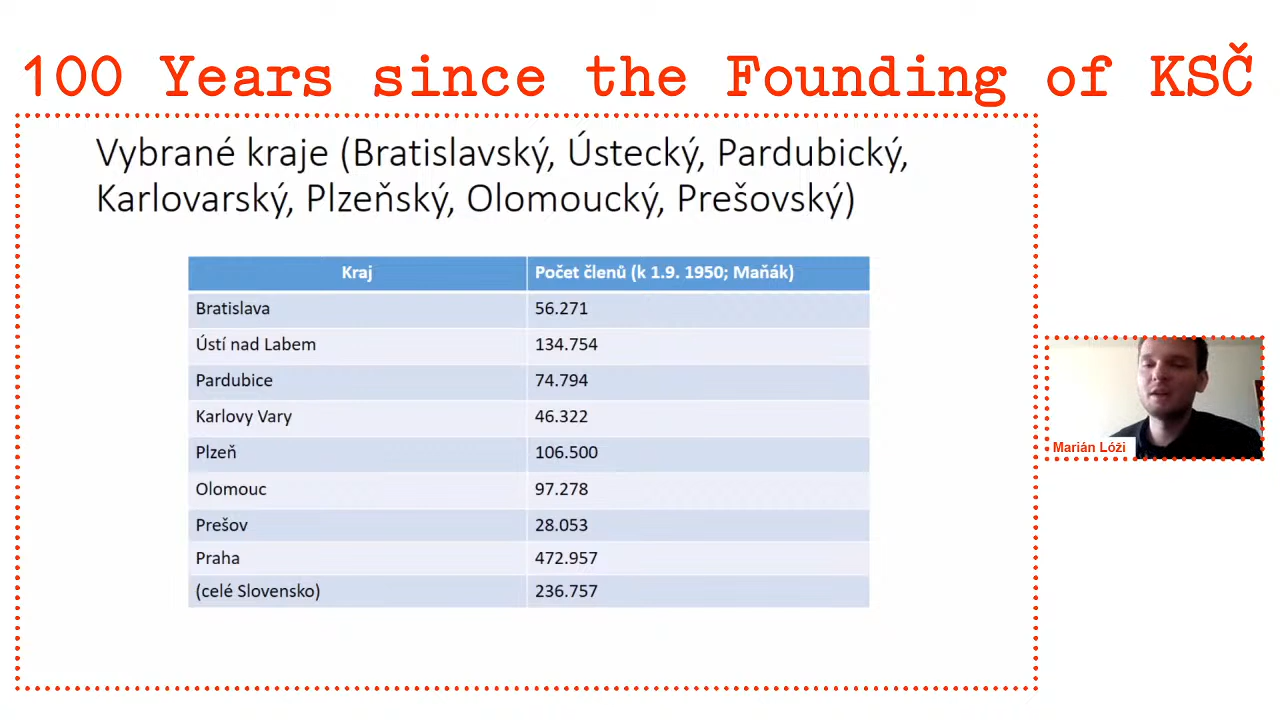 100 Years since the Founding of KSČ
Vybrané kraje (Bratislavský, Ústecký, Pardubický,
Karlovarský, Plzeňský, Olomoucký, Prešovský)
Kraj Počet členů (k 1.9. 1950; Maňák)
Bratislava 56.271
Ústí nad Labem 134.754
Pardubice 74.794
Karlovy Vary 46.322
Plzeň 106.500
Olomouc 97.278
Prešov 28.053
Praha 472.957
(celé Slovensko) 236.757
Marián Lóži